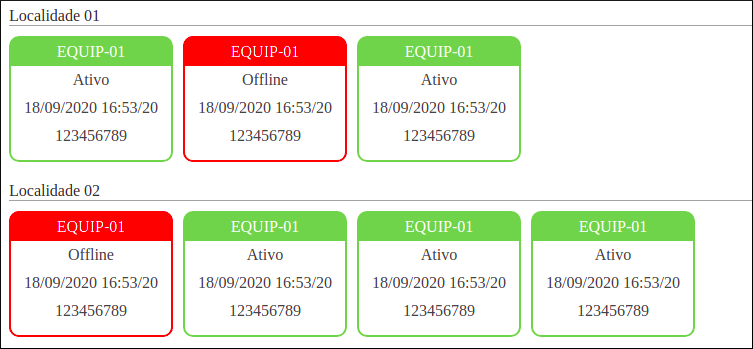 Localidade 01
EQUIP-01 EQUIP-01 EQUIP-01
Ativo Offline Ativo
18/09/2020 16:53/20 18/09/2020 16:53/20 18/09/2020 16:53/20
123456789 123456789 123456789
Localidade 02
EQUIP-01 EQUIP-01 EQUIP-01 EQUIP-01
Offline Ativo Ativo Ativo
18/09/2020 16:53/20 18/09/2020 16:53/20 18/09/2020 16:53/20 18/09/2020 16:53/20
123456789 123456789 123456789 123456789